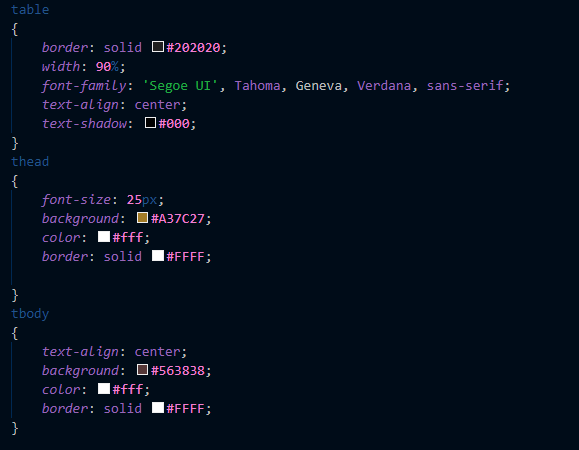 table
{
    border: solid #202020;
    width: 90%;
    font-family: 'Segoe UI', Tahoma, Geneva, Verdana, sans-serif;
    text-align: center;
    text-shadow: #000;
}
thead
{
    font-size: 25px;
    background: #A37C27;
    color: #fff;
    border: solid #FFFF;

}
tbody
{
    text-align: center;
    background: #563838;
    color: #fff;
    border: solid #FFFF;
}